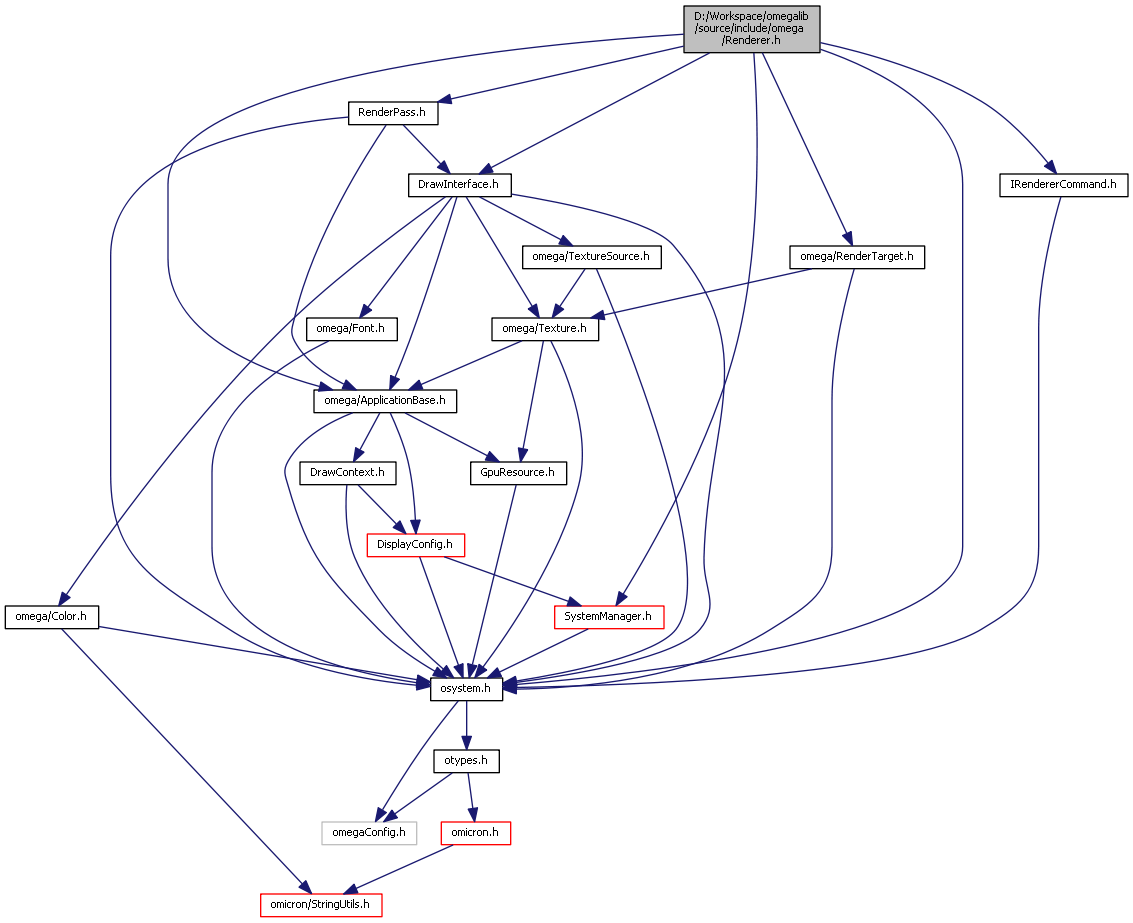 D:/Workspace/omegalib
/source/include/omega
/Renderer.h
RenderPass.h
DrawInterface.h
IRendererCommand.h
omega/TextureSource.h
omega/RenderTarget.h
omega/Font.h
omega/Texture.h
omega/ApplicationBase.h
DrawContext.h
GpuResource.h
DisplayConfig.h
omega/Color.h
SystemManager.h
osystem.h
otypes.h
omegaConfig.h
omicron.h
omicron/StringUtils.h